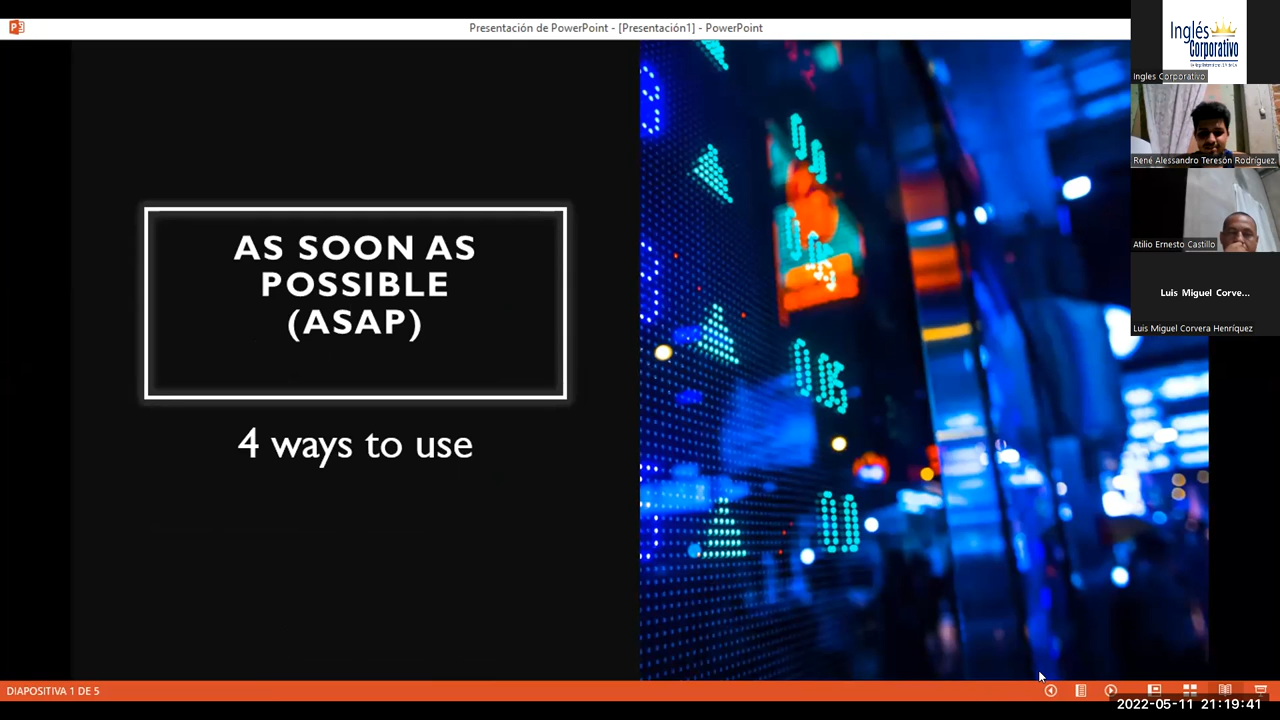 Presentación de PowerPoint - [Presentación1] - PowerPoint
AS SOON AS
POSSIBLE
(ASAP)
4 ways to use
DIAPOSITIVA 1 DE 5
Inglés
Corporativo
Ingles Corporativo
René Alessandro Teresón Rodríguez.
Atilio Ernesto Castillo
Luis Miguel Corve...
Luis Miguel Corvera Henríquez
2022-05-11 21:19:41